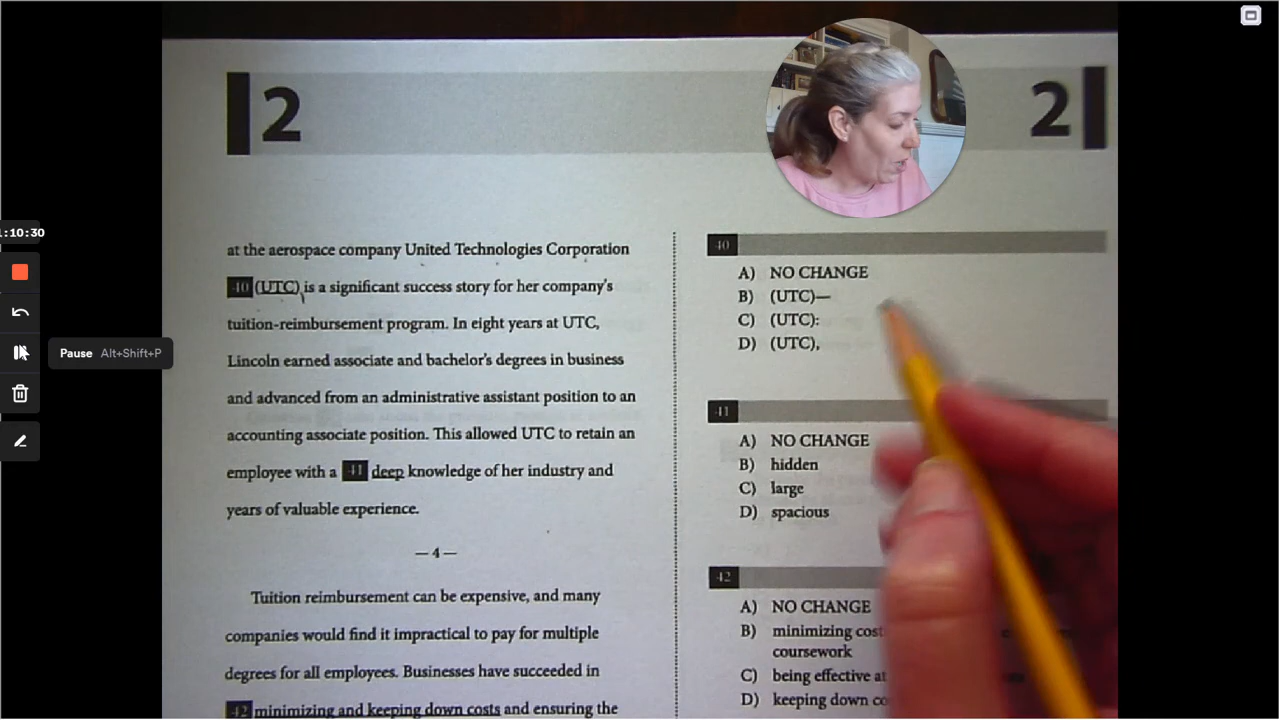 2
2
1:10:30
Pause Alt+Shift+P
at the aerospace company United Technologies Corporation
40 (UTC), is a significant success story for her company's
tuition-reimbursement program. In eight years at UTC,
Lincoln earned associate and bachelor's degrees in business
and advanced from an administrative assistant position to an
accounting associate position. This allowed UTC to retain an
employee with a 41 deep knowledge of her industry and
years of valuable experience.
— 4 —
Tuition reimbursement can be expensive, and many
companies would find it impractical to pay for multiple
degrees for all employees. Businesses have succeeded in
42 minimizing and keeping down costs and ensuring the
40
A) NO CHANGE
B) (UTC)—
C) (UTC):
D) (UTC),
41
A) NO CHANGE
B) hidden
C) large
D) spacious
42
A) NO CHANGE
B) minimizing cost
coursework
C) being effective at
D) keeping down co